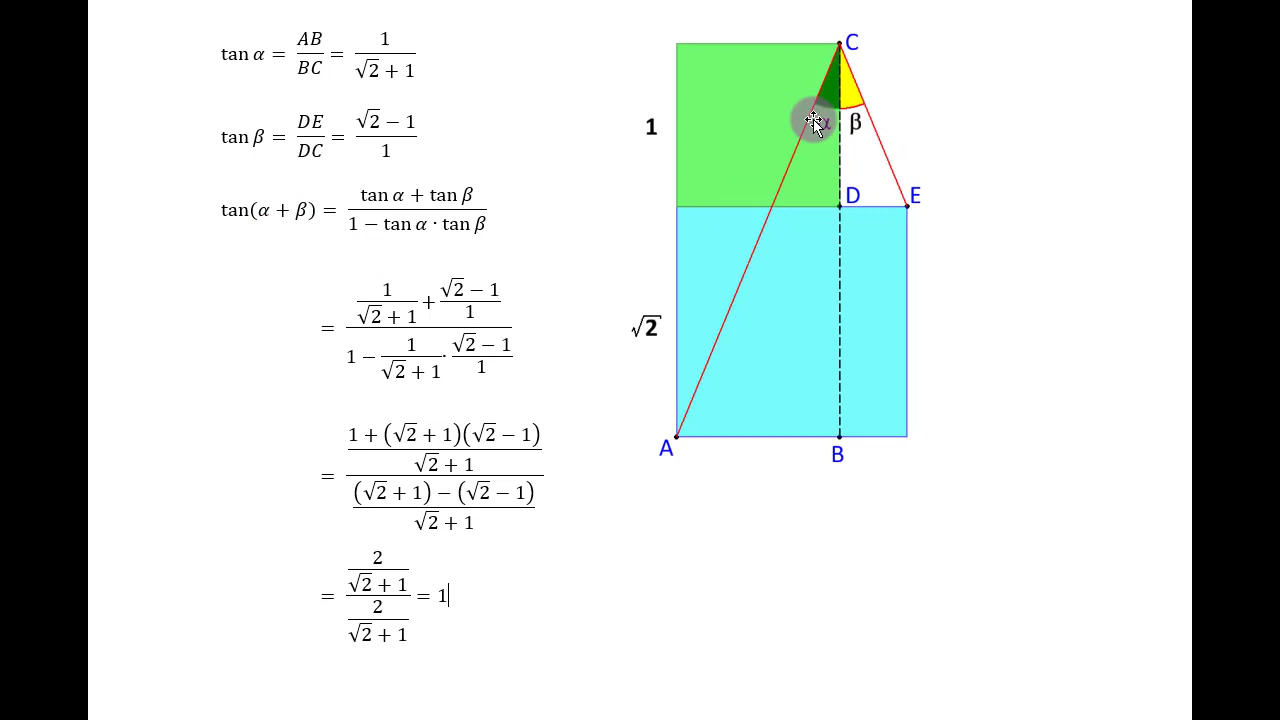 tan α = AB/BC = 1/(√2 + 1)
tan β = DE/DC = (√2 − 1)/1
tan(α + β) = (tan α + tan β)/(1 − tan α · tan β)
= (1/(√2 + 1) + (√2 − 1)/1)/(1 − 1/(√2 + 1) · (√2 − 1)/1)
= ((1 + (√2 + 1)(√2 − 1))/(√2 + 1))/(((√2 + 1) − (√2 − 1))/(√2 + 1))
= (2/(√2 + 1))/(2/(√2 + 1)) = 1
C
α β
1
D E
√2
A B